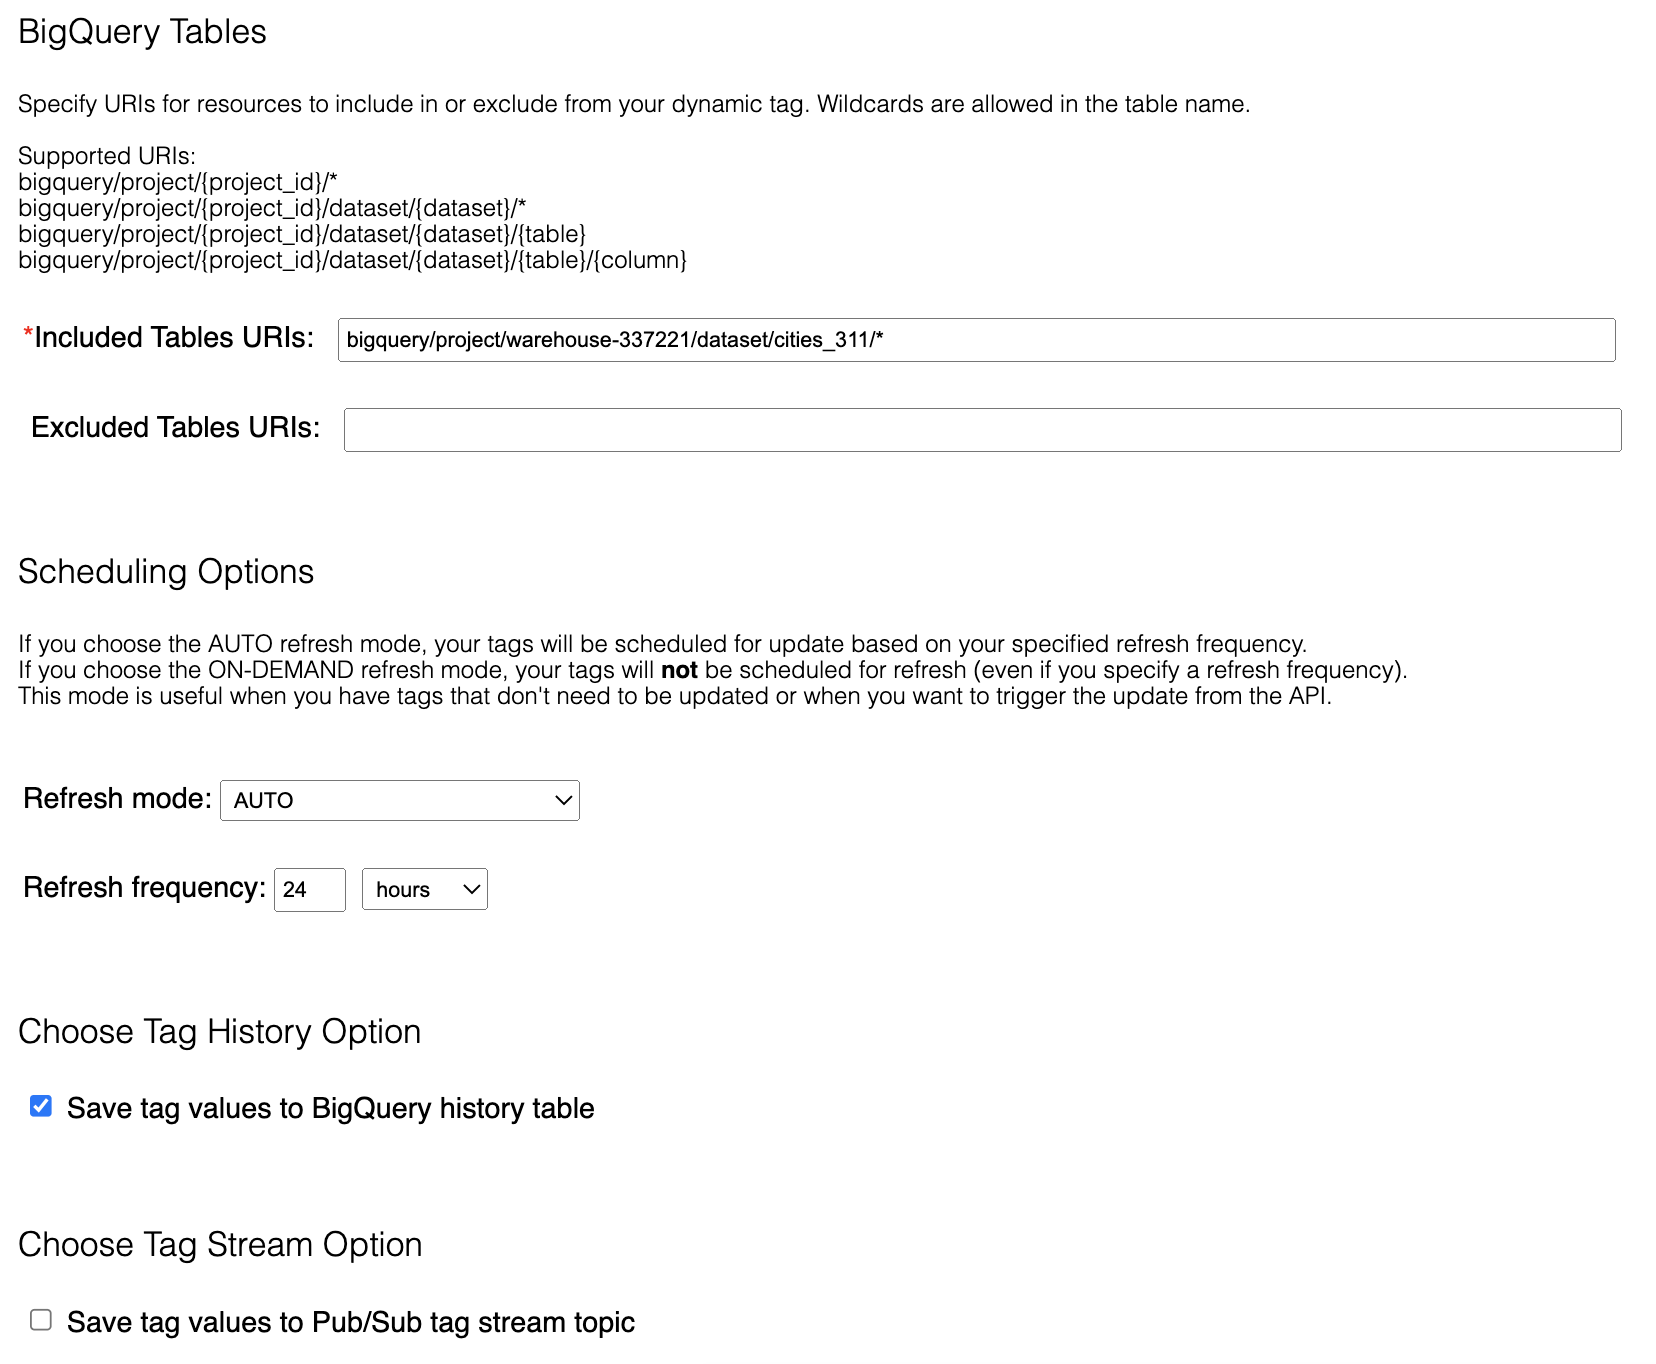 BigQuery Tables
Specify URIs for resources to include in or exclude from your dynamic tag. Wildcards are allowed in the table name.
Supported URIs:
bigquery/project/{project_id}/*
bigquery/project/{project_id}/dataset/{dataset}/*
bigquery/project/{project_id}/dataset/{dataset}/{table}
bigquery/project/{project_id}/dataset/{dataset}/{table}/{column}
*Included Tables URIs: bigquery/project/warehouse-337221/dataset/cities_311/*
Excluded Tables URIs:
Scheduling Options
If you choose the AUTO refresh mode, your tags will be scheduled for update based on your specified refresh frequency.
If you choose the ON-DEMAND refresh mode, your tags will not be scheduled for refresh (even if you specify a refresh frequency).
This mode is useful when you have tags that don't need to be updated or when you want to trigger the update from the API.
Refresh mode: AUTO
Refresh frequency: 24 hours
Choose Tag History Option
Save tag values to BigQuery history table
Choose Tag Stream Option
Save tag values to Pub/Sub tag stream topic